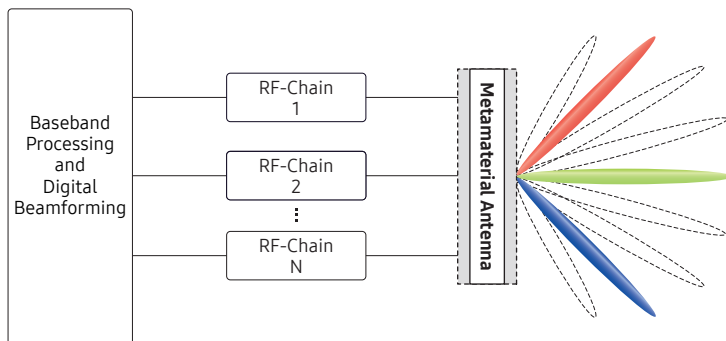 Baseband
Processing
and
Digital
Beamforming
RF-Chain
1
RF-Chain
2
RF-Chain
N
Metamaterial Antenna